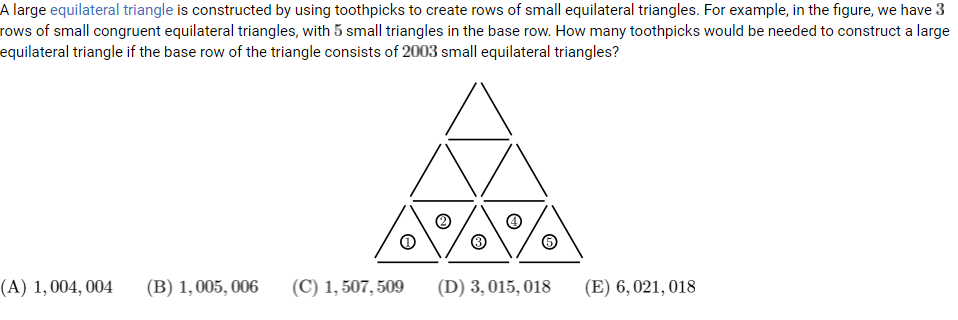 A large equilateral triangle is constructed by using toothpicks to create rows of small equilateral triangles. For example, in the figure, we have 3
rows of small congruent equilateral triangles, with 5 small triangles in the base row. How many toothpicks would be needed to construct a large
equilateral triangle if the base row of the triangle consists of 2003 small equilateral triangles?
② ④
① ③ ⑤
(A) 1,004,004 (B) 1,005,006 (C) 1,507,509 (D) 3,015,018 (E) 6,021,018